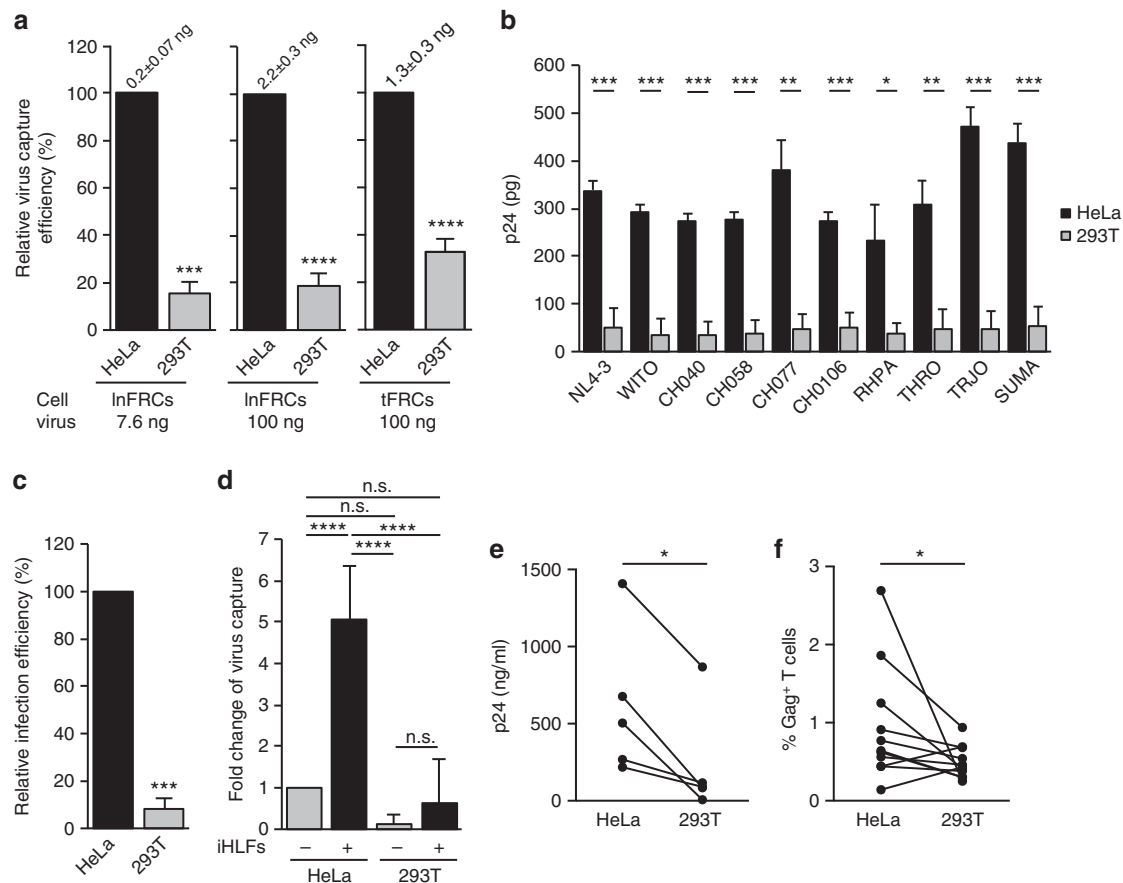 a
120
100
80
60
40
20
0
Relative virus capture
efficiency (%)
0.2±0.07 ng
2.2±0.3 ng
1.3±0.3 ng
***
****
****
HeLa
293T
HeLa
293T
HeLa
293T
Cell
virus
lnFRCs
7.6 ng
lnFRCs
100 ng
tFRCs
100 ng
b
600
500
400
300
200
100
0
p24 (pg)
*** *** *** *** ** *** * ** *** ***
HeLa
293T
NL4-3
WITO
CH040
CH058
CH077
CH0106
RHPA
THRO
TRJO
SUMA
c
120
100
80
60
40
20
0
Relative infection efficiency (%)
***
HeLa
293T
d
n.s.
n.s.
**** ****
****
7
6
5
4
3
2
1
0
Fold change of virus capture
n.s.
iHLFs – + – +
HeLa 293T
e
*
1500
1000
500
0
p24 (ng/ml)
HeLa 293T
f
*
3
2
1
0
% Gag+ T cells
HeLa 293T